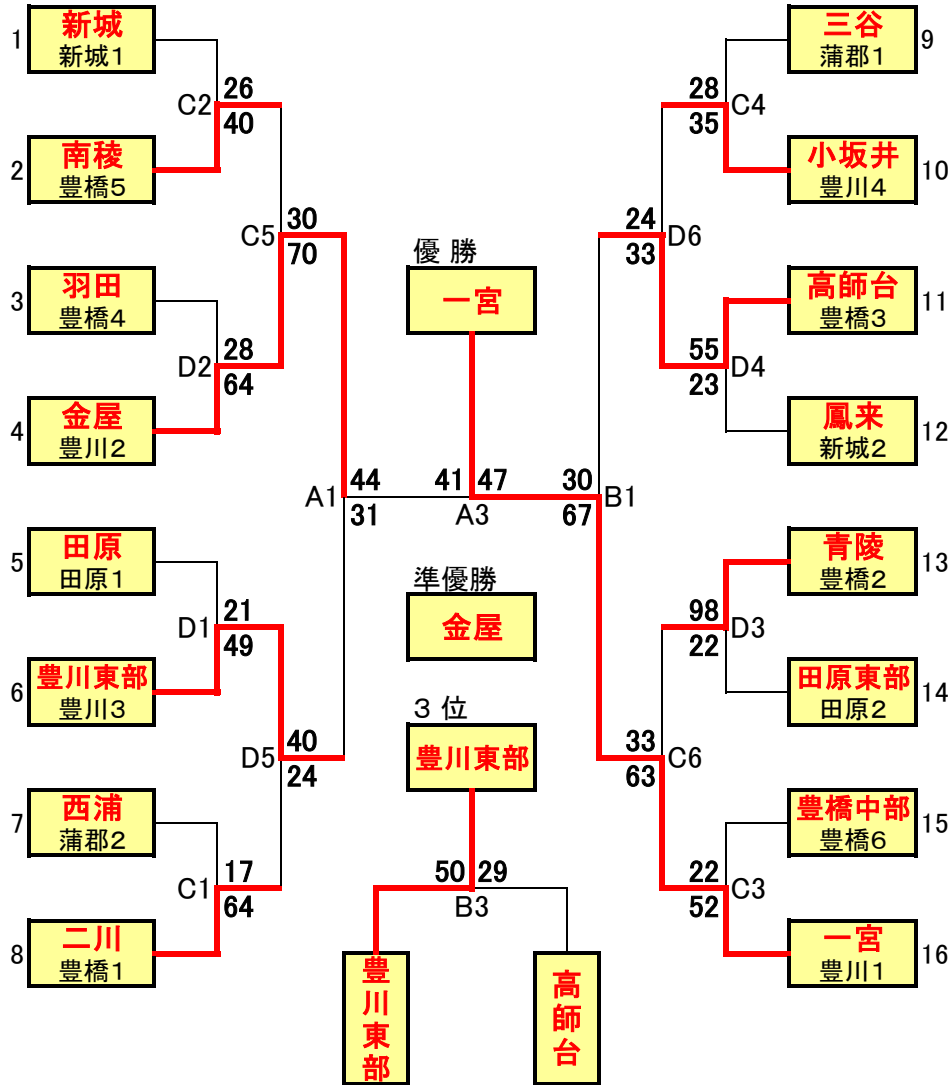 1
新城
新城1
26
C2
40
2
南稜
豊橋5
30
C5
70
3
羽田
豊橋4
28
D2
64
4
金屋
豊川2
44
A1
31
5
田原
田原1
21
D1
49
6
豊川東部
豊川3
40
D5
24
7
西浦
蒲郡2
17
C1
64
8
二川
豊橋1
優 勝
一宮
41 47
A3
準優勝
金屋
3 位
豊川東部
50 29
B3
豊川東部
高師台
三谷
蒲郡1
9
28
C4
35
小坂井
豊川4
10
24
D6
33
高師台
豊橋3
11
55
D4
23
鳳来
新城2
12
30
B1
67
青陵
豊橋2
13
98
D3
22
田原東部
田原2
14
33
C6
63
豊橋中部
豊橋6
15
22
C3
52
一宮
豊川1
16